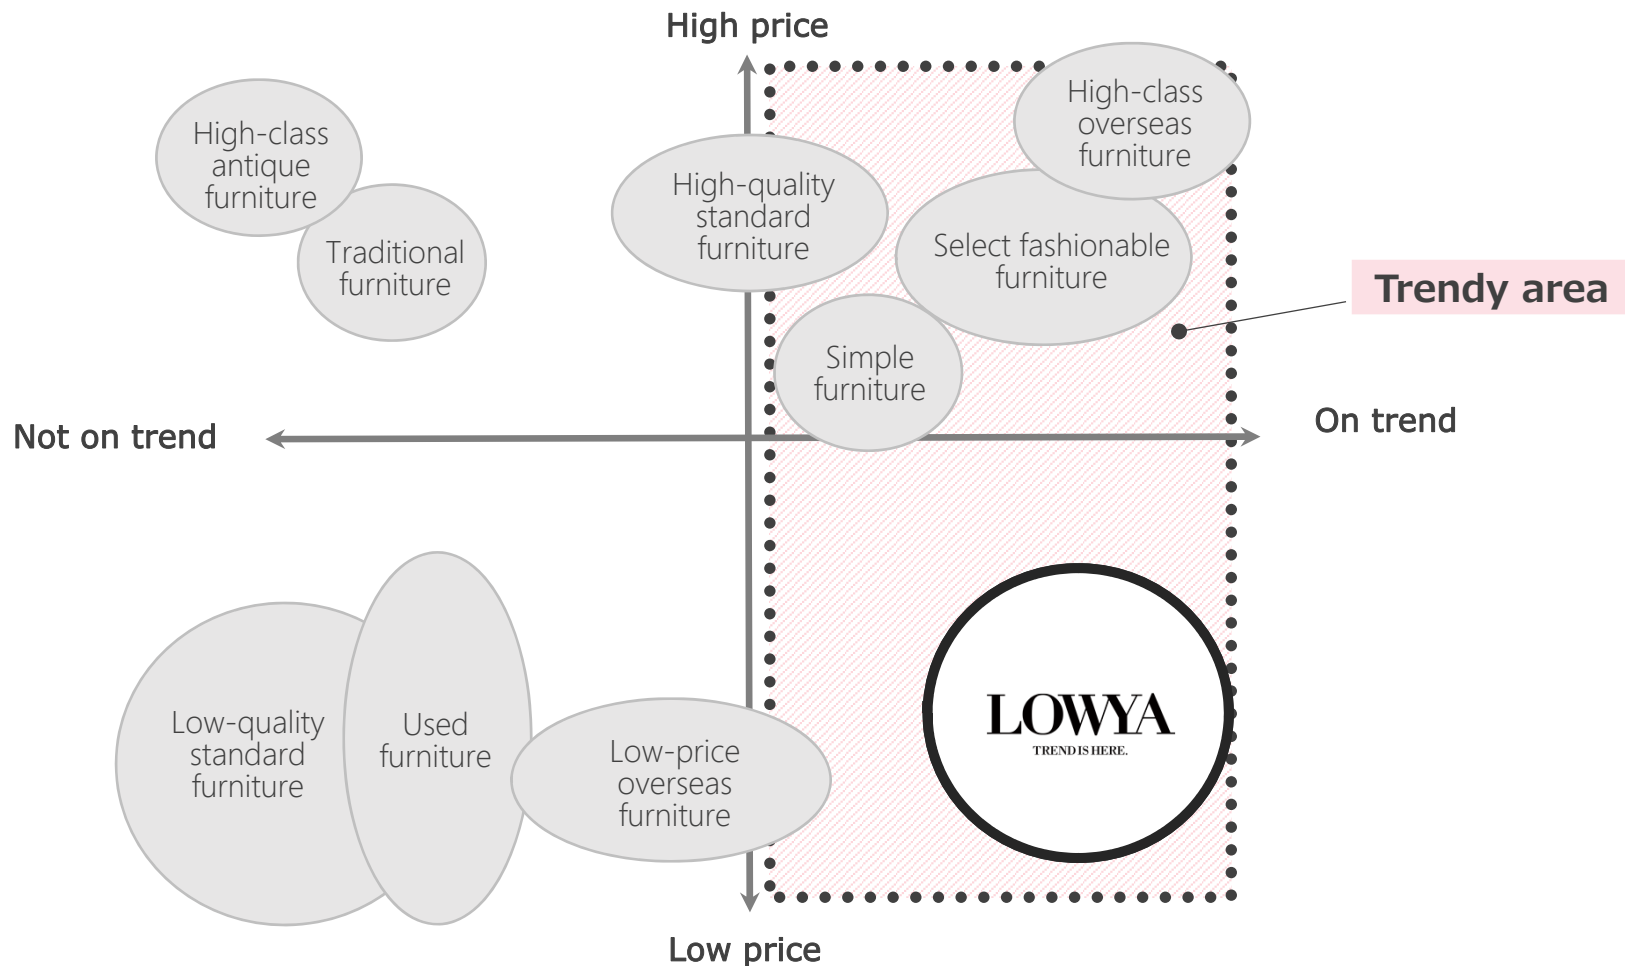 High price
High-class
antique
furniture
Traditional
furniture
High-quality
standard
furniture
High-class
overseas
furniture
Select fashionable
furniture
Simple
furniture
Trendy area
Not on trend
On trend
Low-quality
standard
furniture
Used
furniture
Low-price
overseas
furniture
LOWYA
TREND IS HERE.
Low price